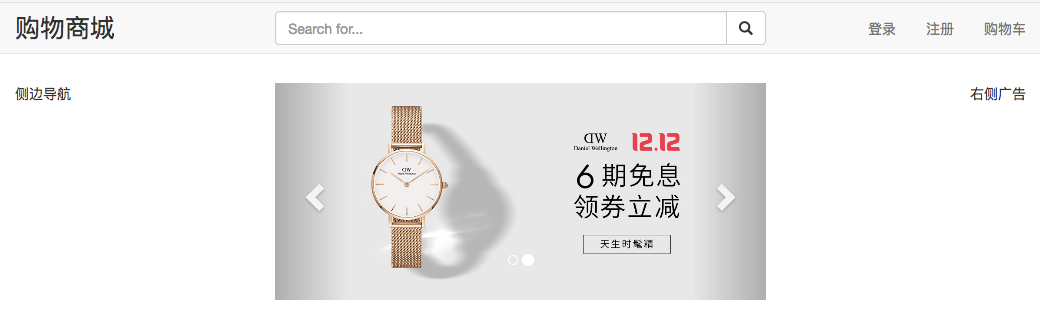 购物商城
Search for...
登录
注册
购物车
侧边导航
右侧广告
DW
Daniel Wellington
12.12
6期免息
领券立减
天生时髦精
DW